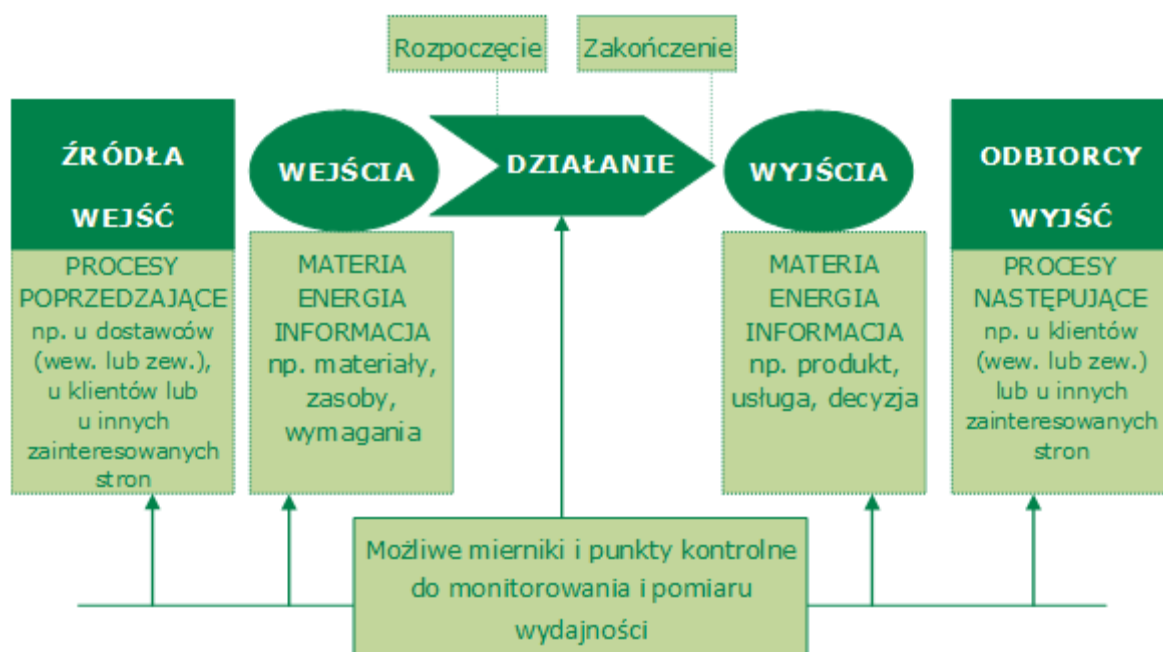 Rozpoczęcie
Zakończenie
ŹRÓDŁA
WEJŚĆ
PROCESY
POPRZEDZAJĄCE
np. u dostawców
(wew. lub zew.),
u klientów lub
u innych
zainteresowanych
stron
WEJŚCIA
MATERIA
ENERGIA
INFORMACJA
np. materiały,
zasoby,
wymagania
DZIAŁANIE
WYJŚCIA
MATERIA
ENERGIA
INFORMACJA
np. produkt,
usługa, decyzja
ODBIORCY
WYJŚĆ
PROCESY
NASTĘPUJĄCE
np. u klientów
(wew. lub zew.)
lub u innych
zainteresowanych
stron
Możliwe mierniki i punkty kontrolne
do monitorowania i pomiaru
wydajności